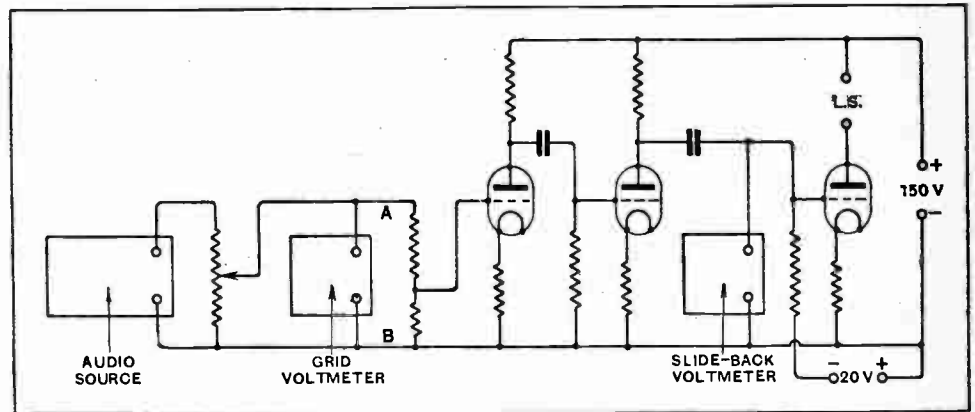 L.S.
+
150 V
-
A
B
AUDIO
SOURCE
GRID
VOLTMETER
SLIDE-BACK
VOLTMETER
- 20 V +